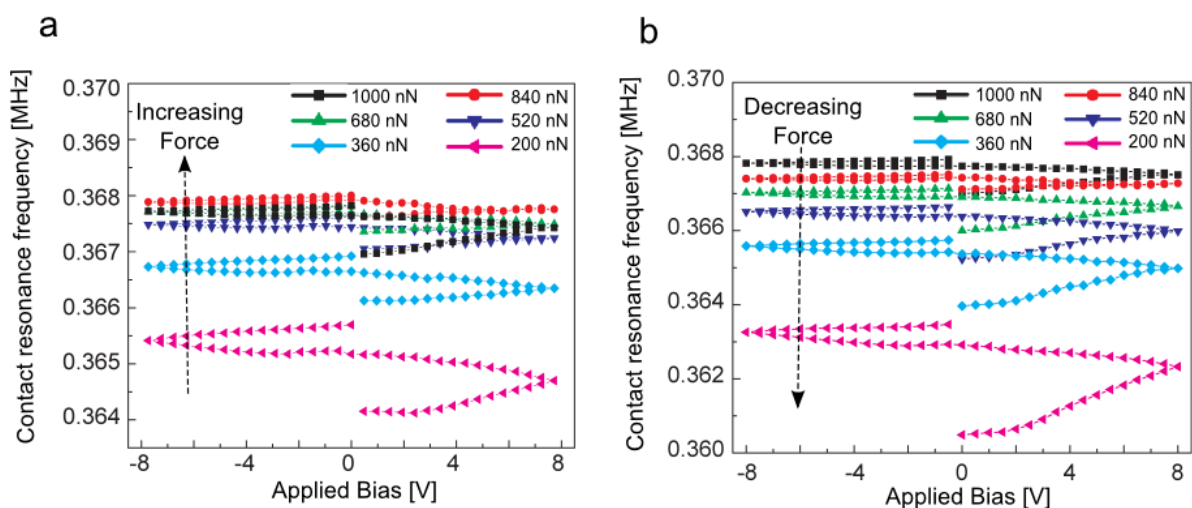 a
Contact resonance frequency [MHz]
0.370
0.369
0.368
0.367
0.366
0.365
0.364
Increasing
Force
1000 nN
840 nN
680 nN
520 nN
360 nN
200 nN
-8
-4
0
4
8
Applied Bias [V]
b
Contact resonance frequency [MHz]
0.370
0.368
0.366
0.364
0.362
0.360
Decreasing
Force
1000 nN
840 nN
680 nN
520 nN
360 nN
200 nN
-8
-4
0
4
8
Applied Bias [V]